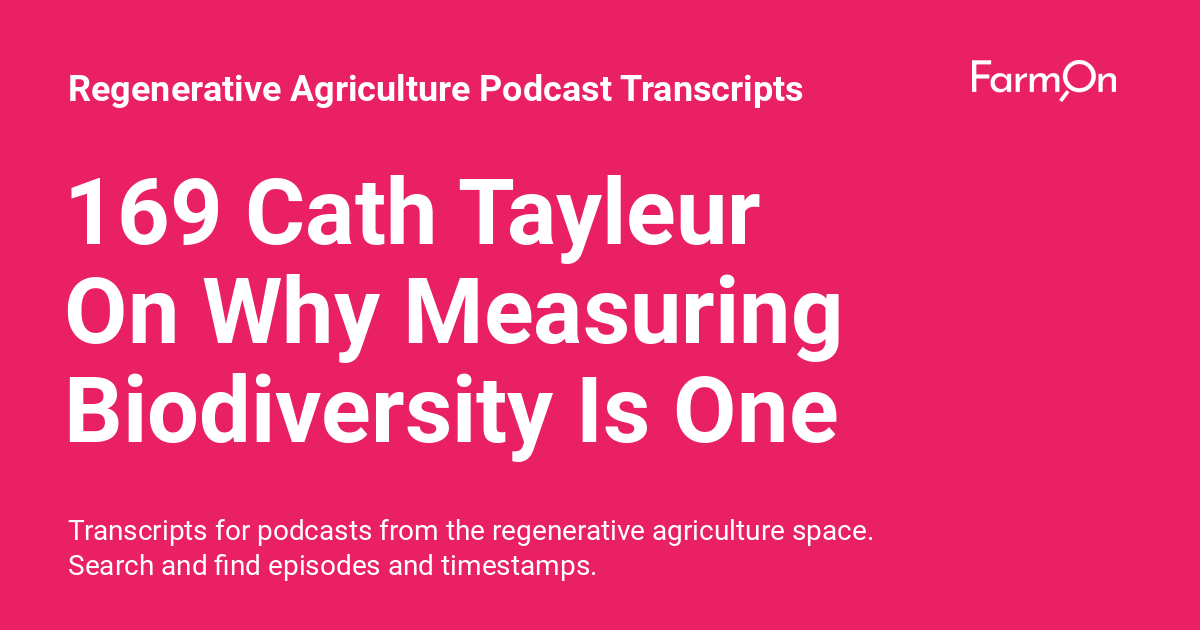 Regenerative Agriculture Podcast Transcripts
FarmOn
169 Cath Tayleur
On Why Measuring
Biodiversity Is One
Transcripts for podcasts from the regenerative agriculture space.
Search and find episodes and timestamps.